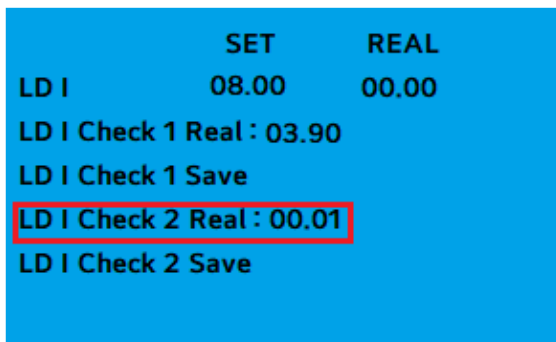 SET REAL
LD I 08.00 00.00
LD I Check 1 Real : 03.90
LD I Check 1 Save
LD I Check 2 Real : 00.01
LD I Check 2 Save